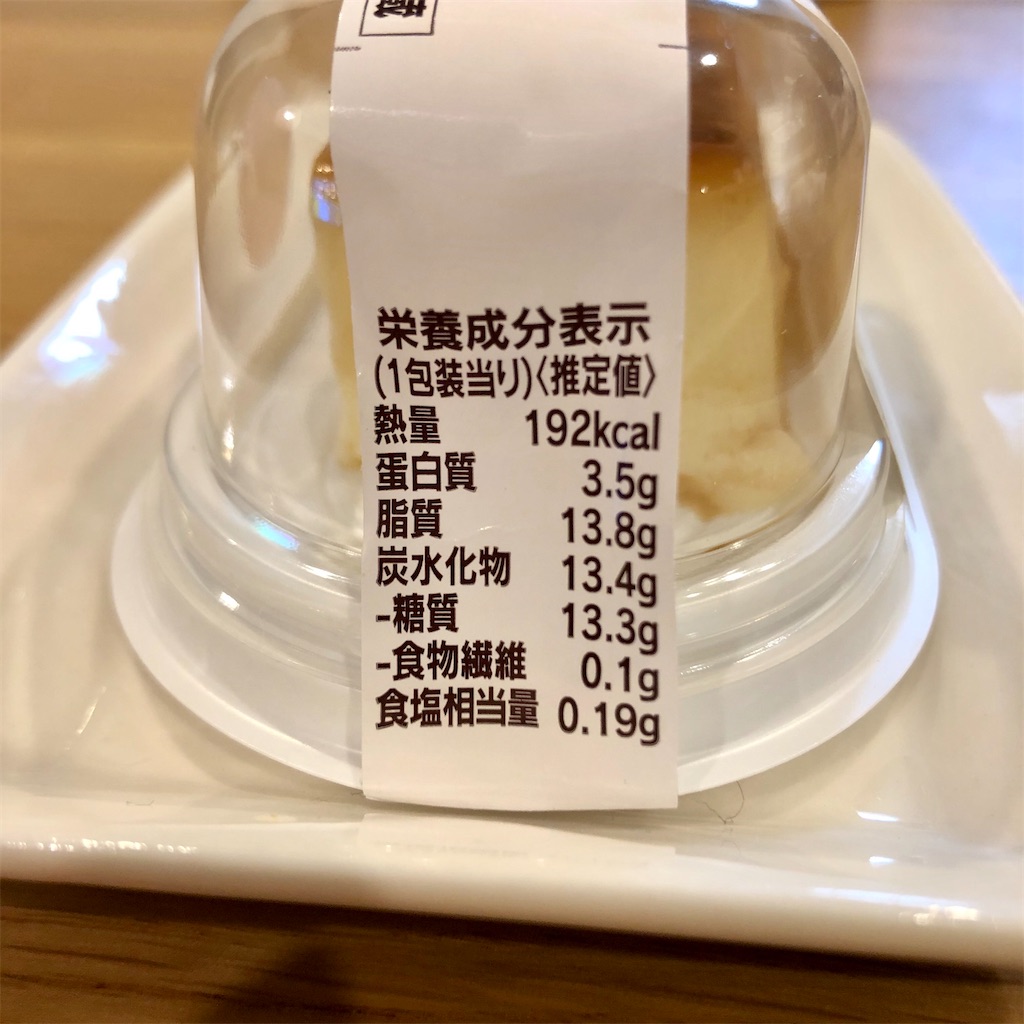 栄養成分表示
(1包装当り)〈推定値〉
熱量 192kcal
蛋白質 3.5g
脂質 13.8g
炭水化物 13.4g
-糖質 13.3g
-食物繊維 0.1g
食塩相当量 0.19g